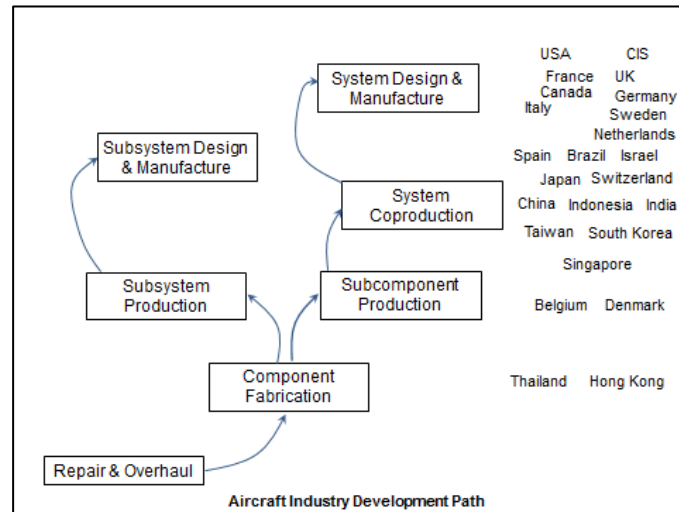 USA CIS
System Design &
Manufacture
France UK
Canada Germany
Italy Sweden
Netherlands
Subsystem Design
& Manufacture
Spain Brazil Israel
Japan Switzerland
System
Coproduction
China Indonesia India
Taiwan South Korea
Singapore
Subsystem
Production
Subcomponent
Production
Belgium Denmark
Component
Fabrication
Thailand Hong Kong
Repair & Overhaul
Aircraft Industry Development Path